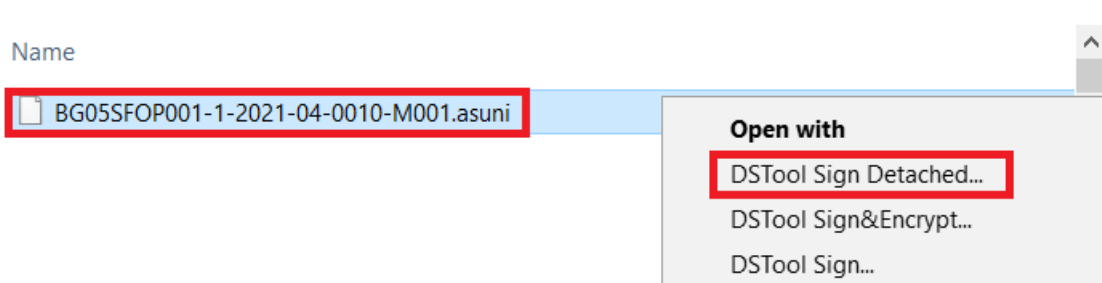 Name
BG05SFOP001-1-2021-04-0010-M001.asuni
Open with
DSTool Sign Detached...
DSTool Sign&Encrypt...
DSTool Sign...